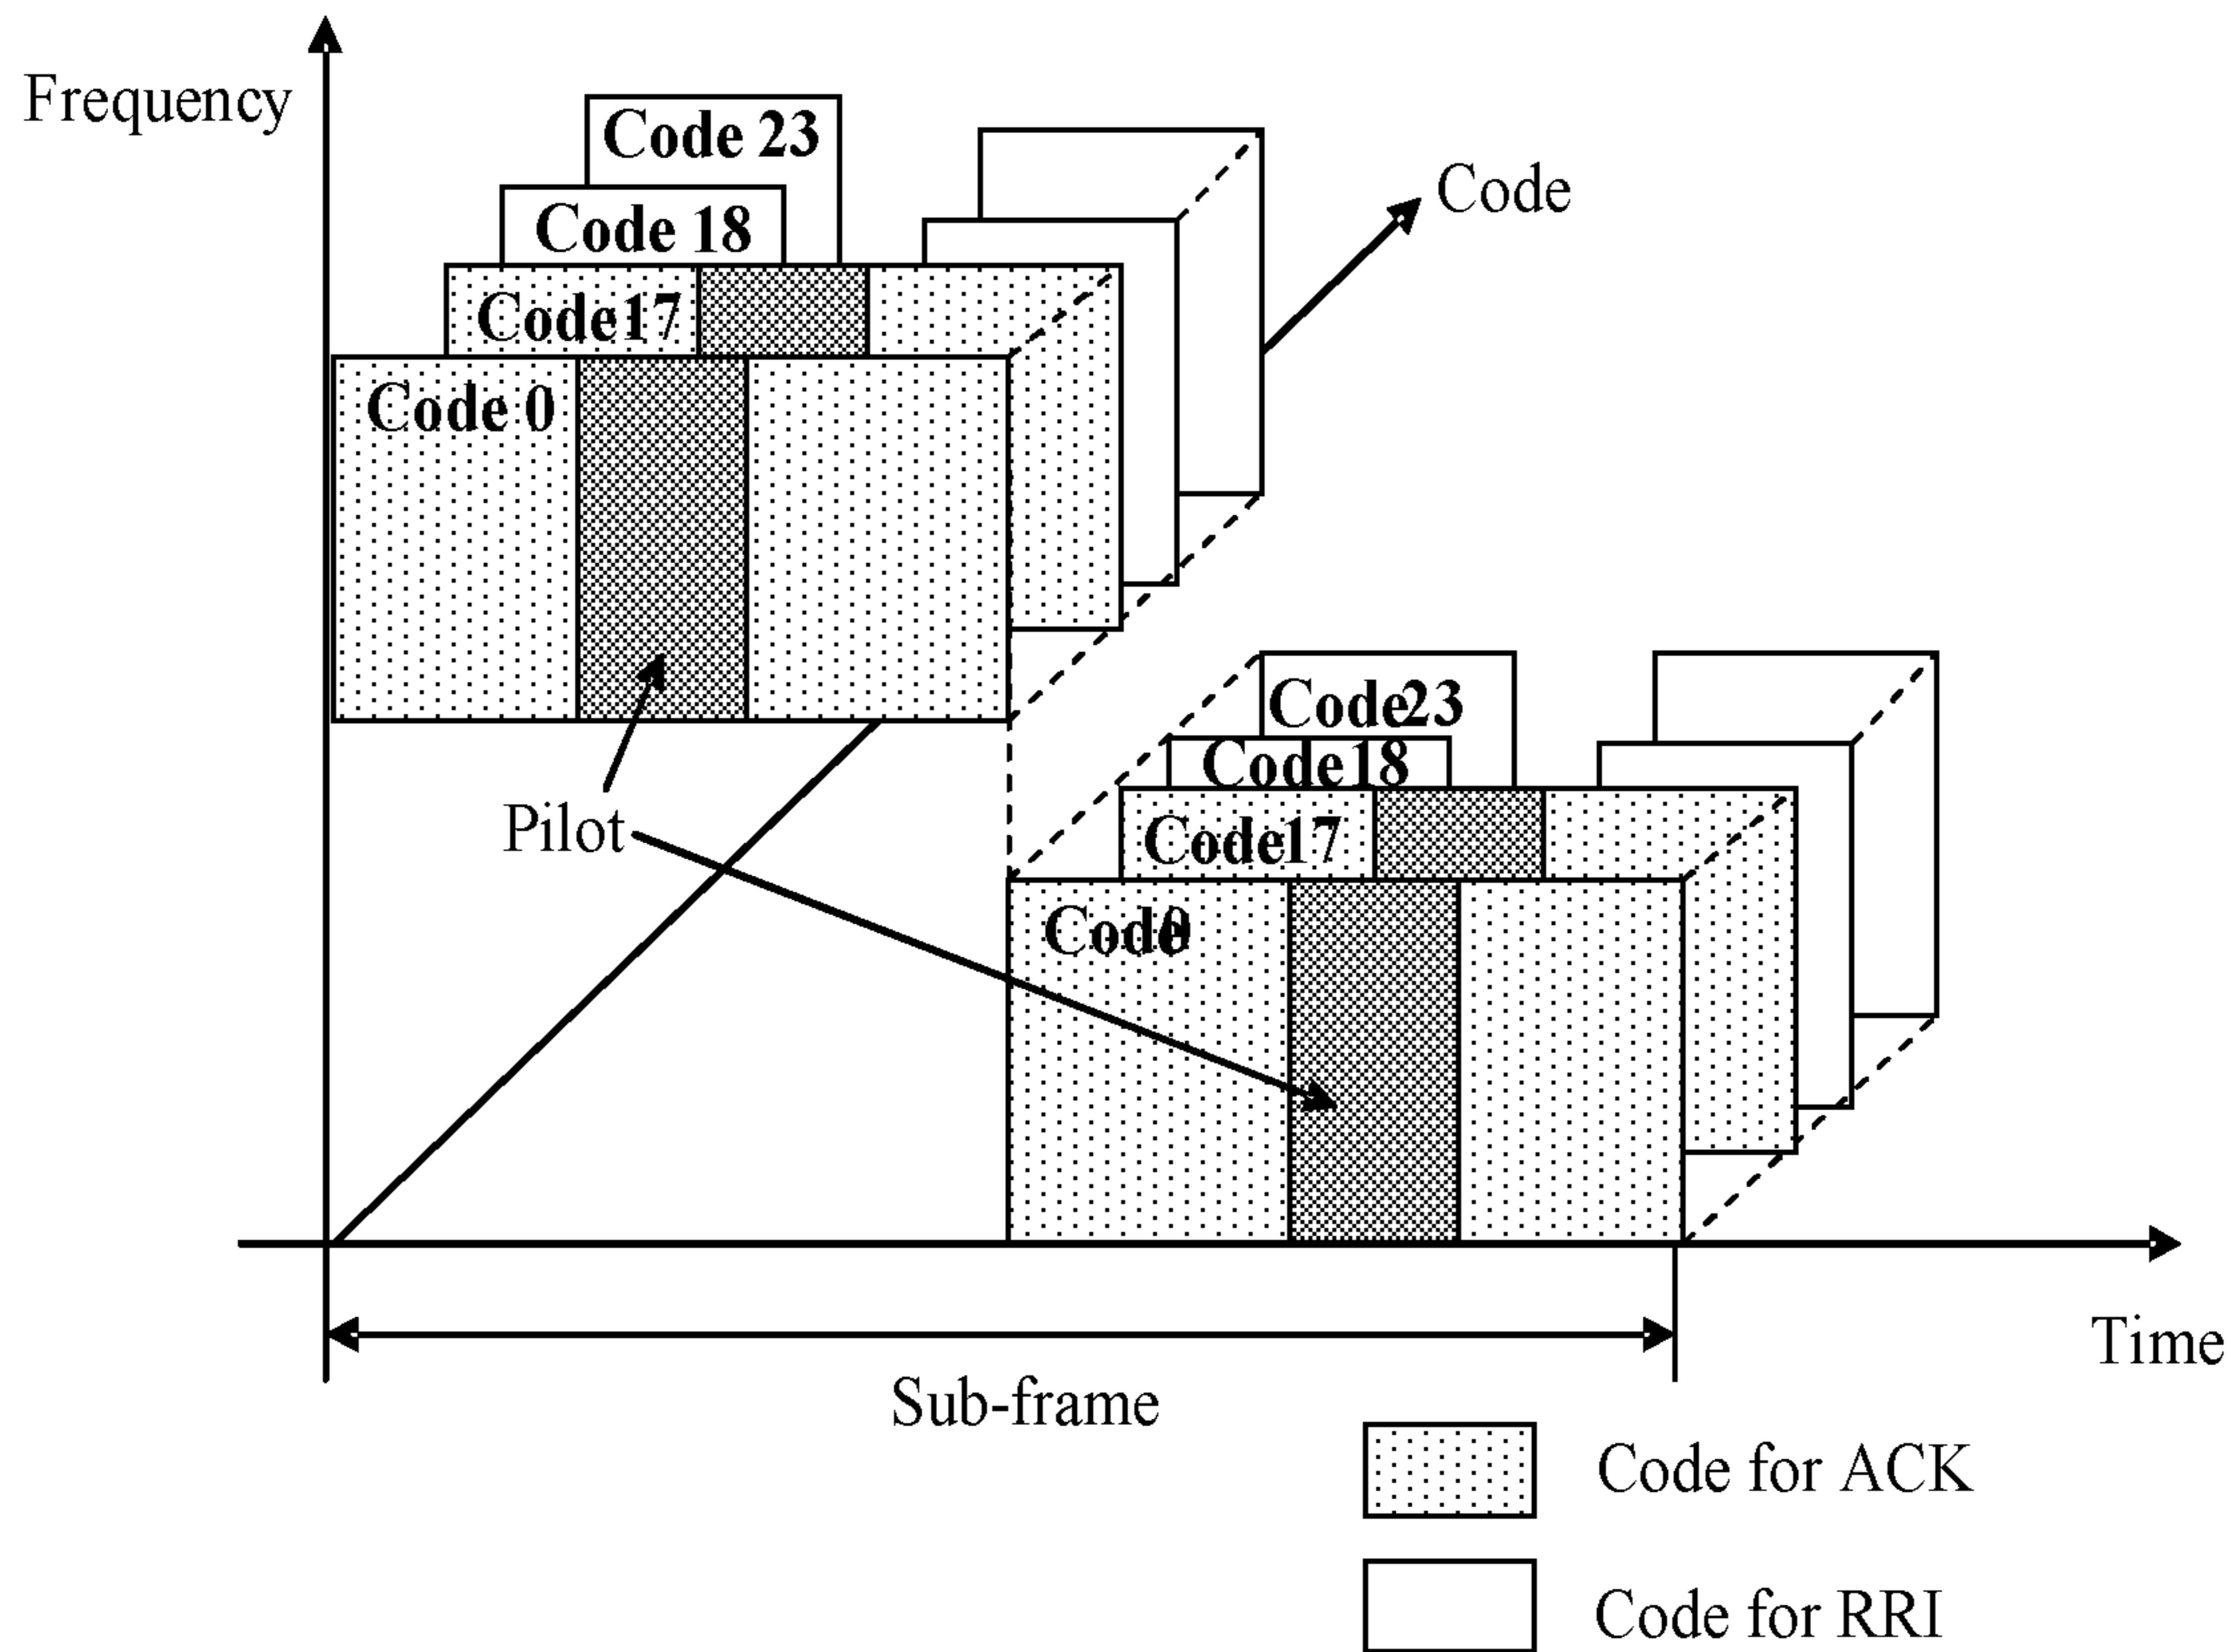 Frequency
Code 23
Code 18
Code
Code17
Code 0
Code23
Code18
Pilot
Code17
Code0
Time
Sub-frame
Code for ACK
Code for RRI